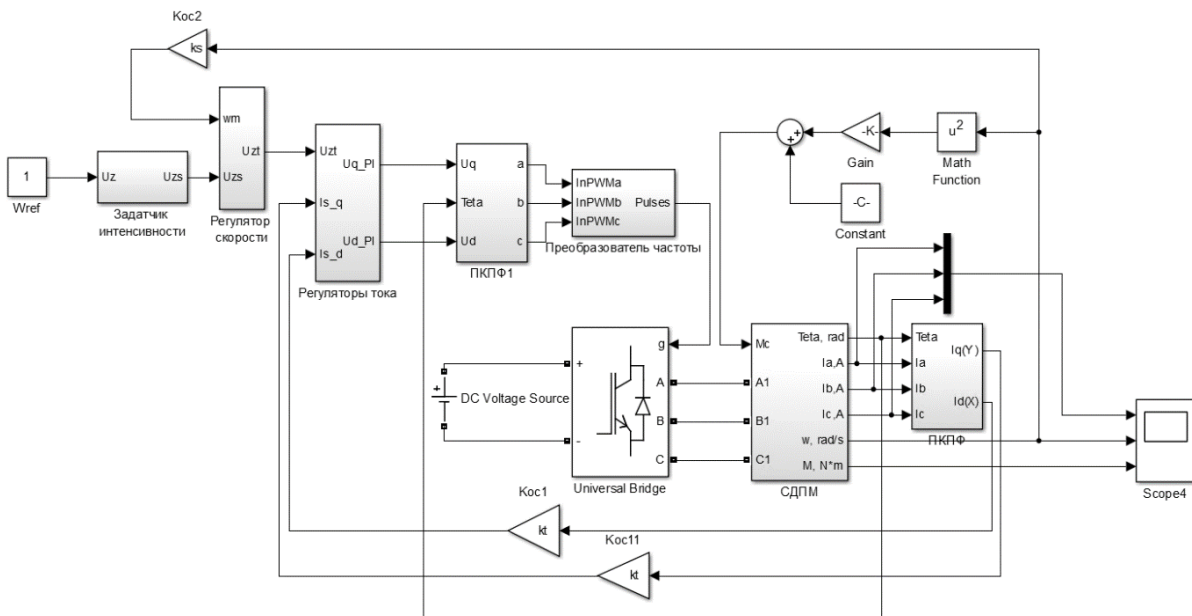 Кос2
ks
wm
Uzs
Uzt
Регулятор
скорости
1
Wref
Uz
Uzs
Задатчик
интенсивности
Uzt
Is_q
Is_d
Uq_PI
Ud_PI
Регуляторы тока
Uq
Teta
Ud
a
b
c
ПКПФ1
InPWMa
InPWMb
InPWMc
Pulses
Преобразователь частоты
-K-
Gain
u2
Math
Function
-C-
Constant
+
+
DC Voltage Source
+
+
-
g
A
B
C
Universal Bridge
Mc
A1
B1
C1
Teta, rad
Ia,A
Ib,A
Ic,A
w, rad/s
M, N*m
СДПМ
Teta
Ia
Ib
Ic
Iq(Y)
Id(X)
ПКПФ
Scope4
Кос1
kt
Кос11
kt